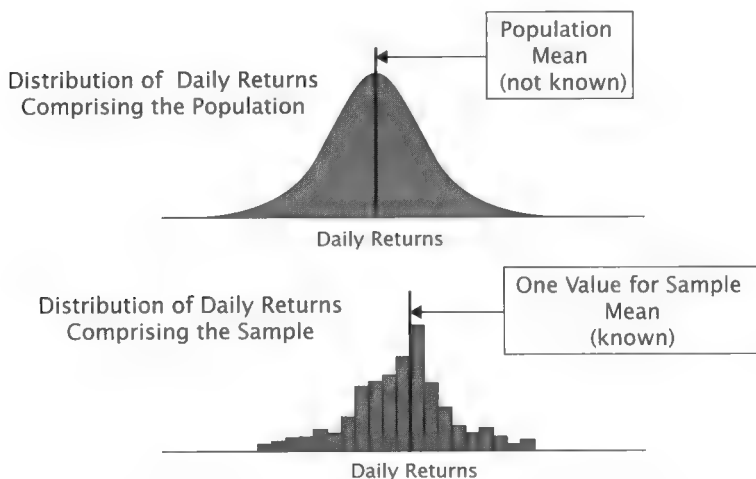 Population
Mean
(not known)
Distribution of Daily Returns
Comprising the Population
Daily Returns
One Value for Sample
Mean
(known)
Distribution of Daily Returns
Comprising the Sample
Daily Returns